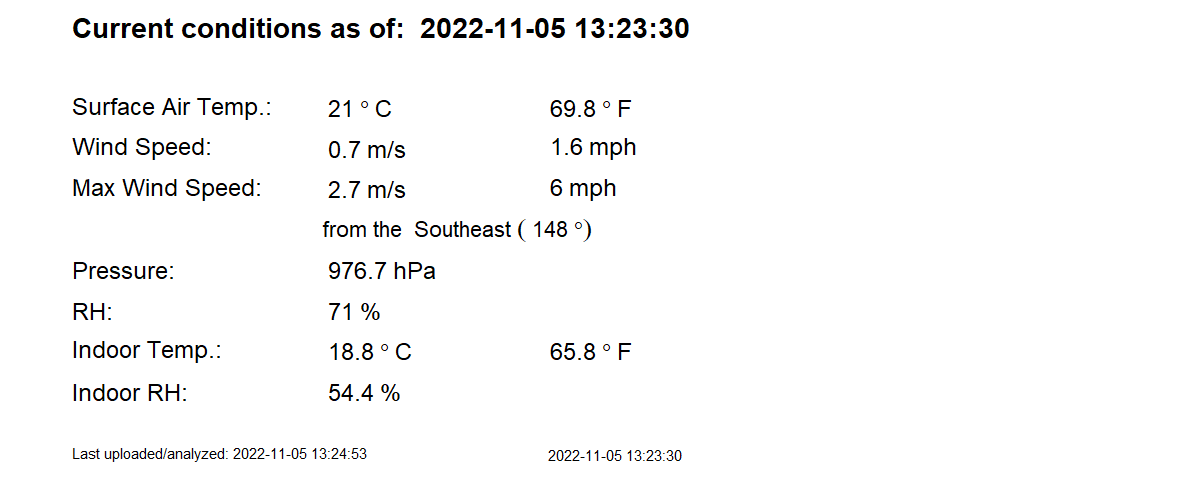 Current conditions as of: 2022-11-05 13:23:30
Surface Air Temp.: 21 ° C 69.8 ° F
Wind Speed: 0.7 m/s 1.6 mph
Max Wind Speed: 2.7 m/s 6 mph
from the Southeast ( 148 °)
Pressure: 976.7 hPa
RH: 71 %
Indoor Temp.: 18.8 ° C 65.8 ° F
Indoor RH: 54.4 %
Last uploaded/analyzed: 2022-11-05 13:24:53 2022-11-05 13:23:30